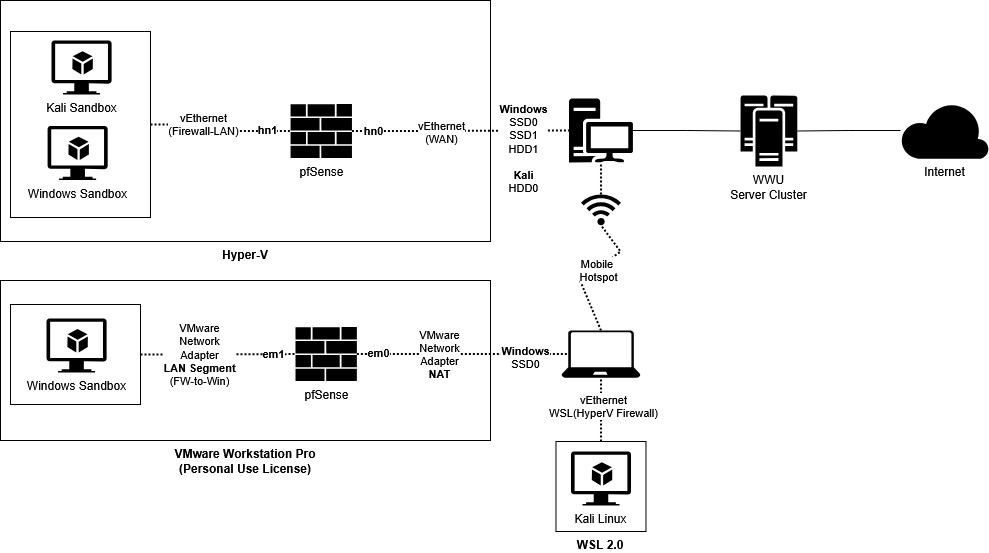 Kali Sandbox
Windows Sandbox
vEthernet
(Firewall-LAN)
hn1
pfSense
hn0
vEthernet
(WAN)
Hyper-V
Windows
SSD0
SSD1
HDD1
Kali
HDD0
WWU
Server Cluster
Internet
Mobile
Hotspot
Windows Sandbox
VMware
Network
Adapter
LAN Segment
(FW-to-Win)
em1
pfSense
em0
VMware
Network
Adapter
NAT
VMware Workstation Pro
(Personal Use License)
Windows
SSD0
vEthernet
WSL(HyperV Firewall)
Kali Linux
WSL 2.0